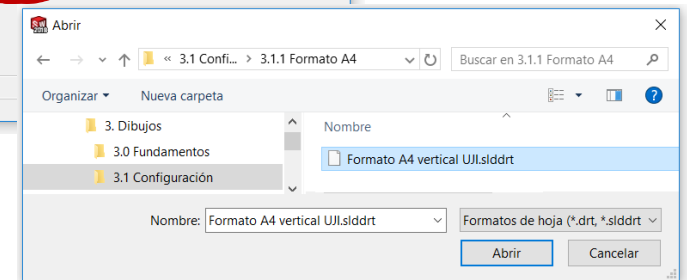 Abrir
« 3.1 Confi... > 3.1.1 Formato A4
Buscar en 3.1.1 Formato A4
Organizar
Nueva carpeta
3. Dibujos
3.0 Fundamentos
3.1 Configuración
Nombre
Formato A4 vertical UJI.slddrt
Nombre: Formato A4 vertical UJI.slddrt
Formatos de hoja (*.drt, *.slddrt
Abrir
Cancelar